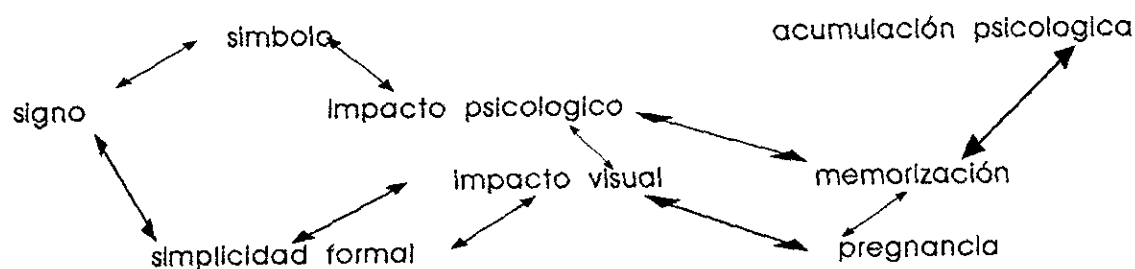 simbolo
acumulación psicologica
signo
impacto psicologico
impacto visual
memorización
simplicidad formal
pregnancia